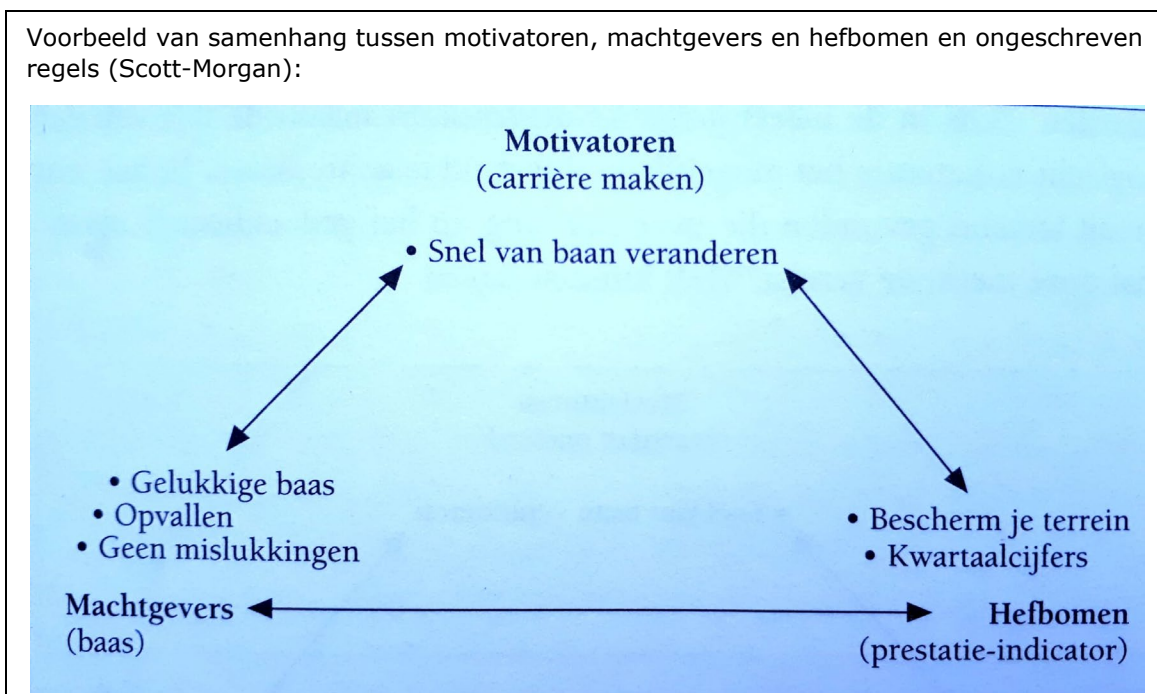 Voorbeeld van samenhang tussen motivatoren, machtgevers en hefbomen en ongeschreven
regels (Scott-Morgan):
Motivatoren
(carrière maken)
• Snel van baan veranderen
• Gelukkige baas
• Opvallen
• Geen mislukkingen
• Bescherm je terrein
• Kwartaalcijfers
Machtgevers
(baas)
Hefbomen
(prestatie-indicator)